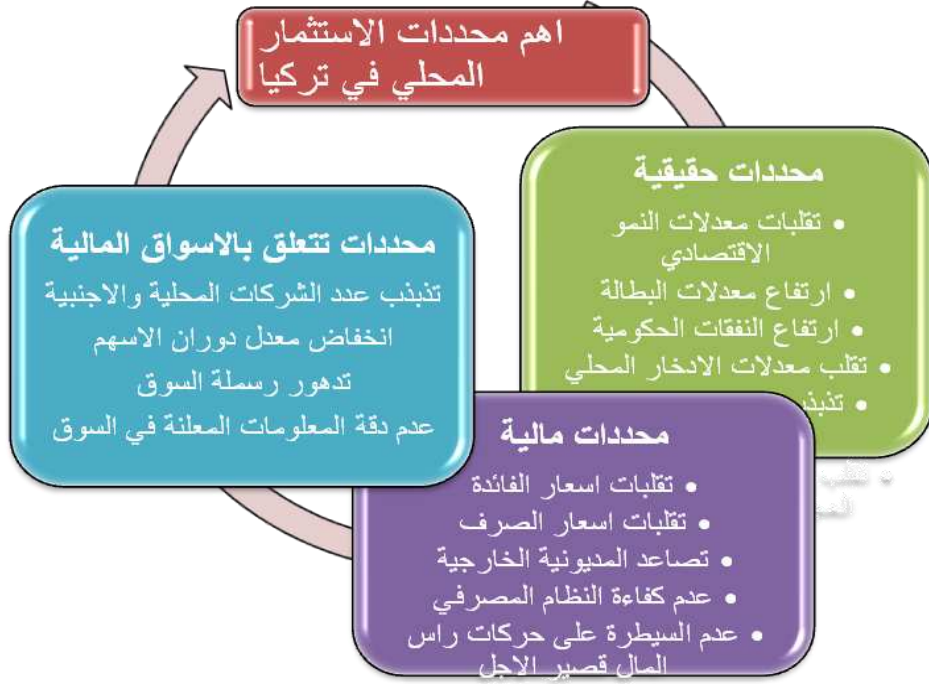 اهم محددات الاستثمار
المحلي في تركيا
محددات حقيقية
• تقلبات معدلات النمو
الاقتصادي
• ارتفاع معدلات البطالة
• ارتفاع النفقات الحكومية
• تقلب معدلات الادخار المحلي
محددات مالية
• تقلبات اسعار الفائدة
• تقلبات اسعار الصرف
• تصاعد المديونية الخارجية
• عدم كفاءة النظام المصرفي
• عدم السيطرة على حركات راس
المال قصير الاجل
محددات تتعلق بالاسواق المالية
تذبذب عدد الشركات المحلية والاجنبية
انخفاض معدل دوران الاسهم
تدهور رسملة السوق
عدم دقة المعلومات المعلنة في السوق